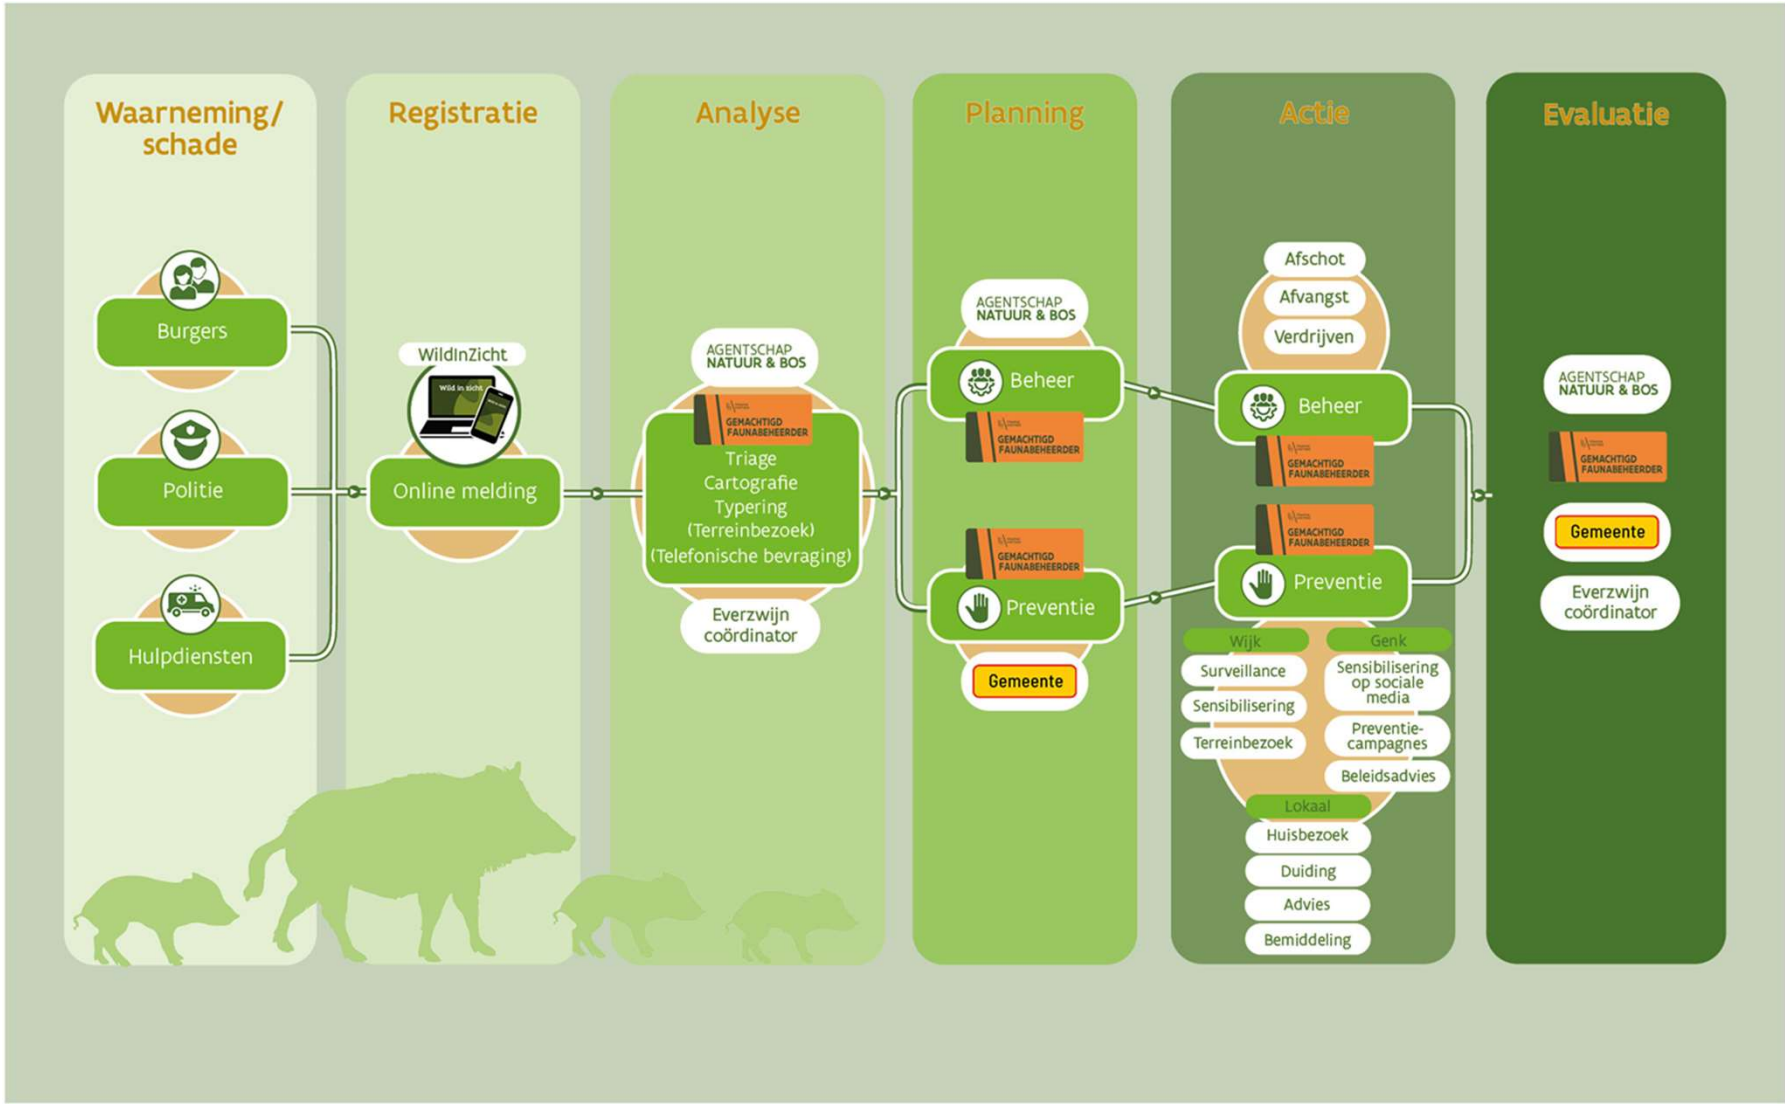 Waarneming/
schade
Burgers
Politie
Hulpdiensten
Registratie
WildInZicht
Wild in zicht
Online melding
Analyse
AGENTSCHAP
NATUUR & BOS
GEMACHTIGD
FAUNABEHEERDER
Triage
Cartografie
Typering
(Terreinbezoek)
(Telefonische bevraging)
Everzwijn
coördinator
Planning
AGENTSCHAP
NATUUR & BOS
Beheer
GEMACHTIGD
FAUNABEHEERDER
GEMACHTIGD
FAUNABEHEERDER
Preventie
Gemeente
Actie
Afschot
Afvangst
Verdrijven
Beheer
GEMACHTIGD
FAUNABEHEERDER
GEMACHTIGD
FAUNABEHEERDER
Preventie
Wijk
Surveillance
Sensibilisering
Terreinbezoek
Genk
Sensibilisering
op sociale
media
Preventie-
campagnes
Beleidsadvies
Lokaal
Huisbezoek
Duiding
Advies
Bemiddeling
Evaluatie
AGENTSCHAP
NATUUR & BOS
GEMACHTIGD
FAUNABEHEERDER
Gemeente
Everzwijn
coördinator